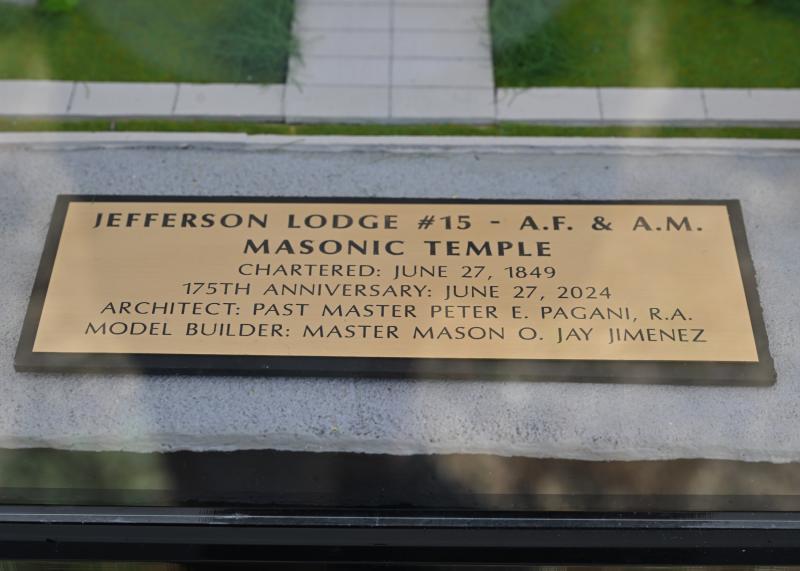 JEFFERSON LODGE #15 - A.F. & A.M.
MASONIC TEMPLE
CHARTERED: JUNE 27, 1849
175TH ANNIVERSARY: JUNE 27, 2024
ARCHITECT: PAST MASTER PETER E. PAGANI, R.A.
MODEL BUILDER: MASTER MASON O. JAY JIMENEZ